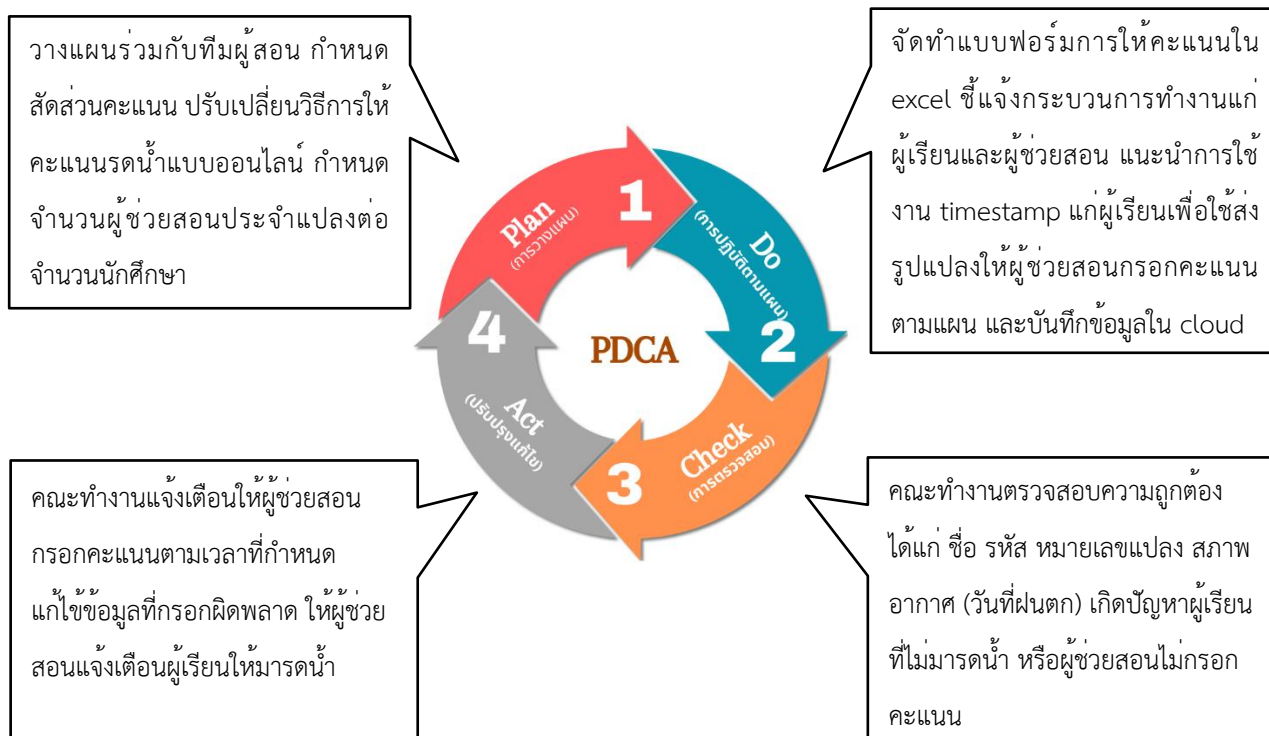 วางแผนร่วมกับทีมผู้สอน กำหนด
สัดส่วนคะแนน ปรับเปลี่ยนวิธีการให้
คะแนนรดน้ำแบบออนไลน์ กำหนด
จำนวนผู้ช่วยสอนประจำแปลงต่อ
จำนวนนักศึกษา
จัดทำแบบฟอร์มการให้คะแนนใน
excel ชี้แจ้งกระบวนการทำงานแก่
ผู้เรียนและผู้ช่วยสอน แนะนำการใช้
งาน timestamp แก่ผู้เรียนเพื่อใช้ส่ง
รูปแปลงให้ผู้ช่วยสอนกรอกคะแนน
ตามแผน และบันทึกข้อมูลใน cloud
1
Plan
(การวางแผน)
Do
(การปฏิบัติตามแผน)
2
PDCA
4
Act
(ปรับปรุงแก้ไข)
Check
(การตรวจสอบ)
3
คณะทำงานแจ้งเตือนให้ผู้ช่วยสอน
กรอกคะแนนตามเวลาที่กำหนด
แก้ไข้ข้อมูลที่กรอกผิดพลาด ให้ผู้ช่วย
สอนแจ้งเตือนผู้เรียนให้มารดน้ำ
คณะทำงานตรวจสอบความถูกต้อง
ได้แก่ ชื่อ รหัส หมายเลขแปลง สภาพ
อากาศ (วันที่ฝนตก) เกิดปัญหาผู้เรียน
ที่ไม่มารดน้ำ หรือผู้ช่วยสอนไม่กรอก
คะแนน